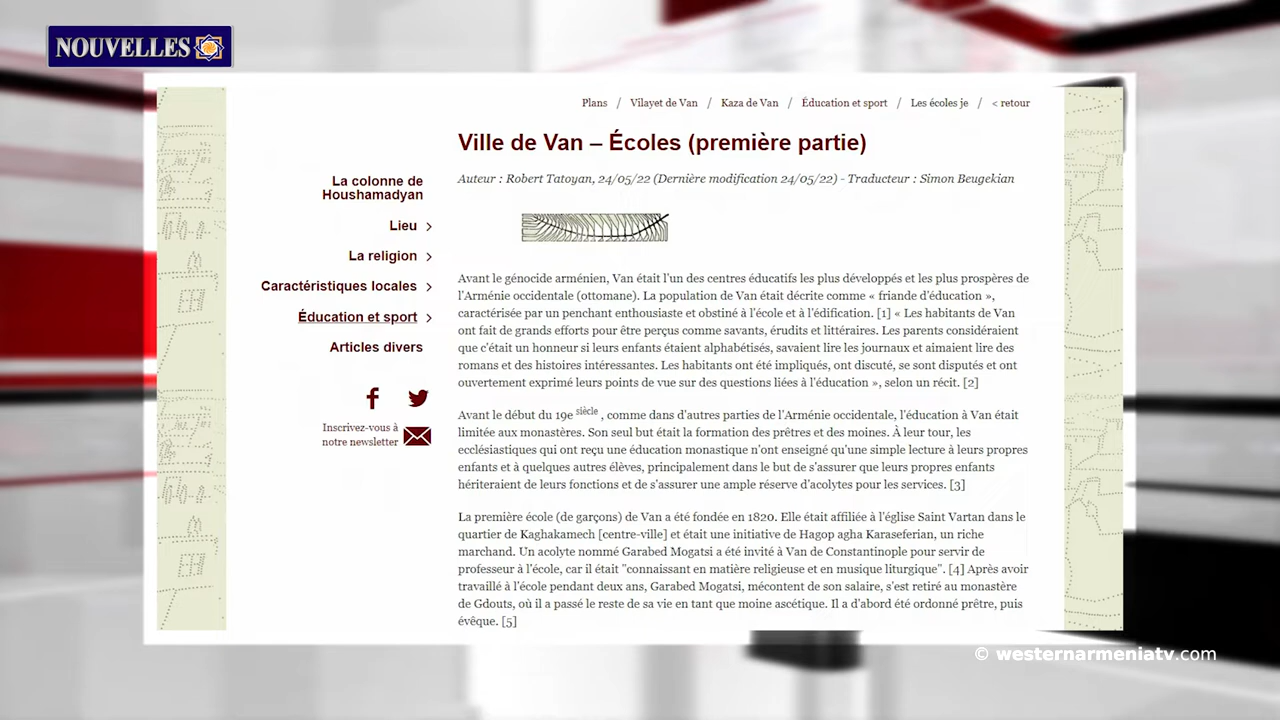 NOUVELLES
Plans / Vilayet de Van / Kaza de Van / Éducation et sport / Les écoles je / < retour
Ville de Van – Écoles (première partie)
Auteur : Robert Tatoyan, 24/05/22 (Dernière modification 24/05/22) - Traducteur : Simon Beugekian
La colonne de
Houshamadyan
Lieu
La religion
Caractéristiques locales
Éducation et sport
Articles divers
Inscrivez-vous à
notre newsletter
Avant le génocide arménien, Van était l'un des centres éducatifs les plus développés et les plus prospères de
l'Arménie occidentale (ottomane). La population de Van était décrite comme « friande d'éducation »,
caractérisée par un penchant enthousiaste et obstiné à l'école et à l'édification. [1] « Les habitants de Van
ont fait de grands efforts pour être perçus comme savants, érudits et littéraires. Les parents considéraient
que c'était un honneur si leurs enfants étaient alphabétisés, savaient lire les journaux et aimaient lire des
romans et des histoires intéressantes. Les habitants ont été impliqués, ont discuté, se sont disputés et ont
ouvertement exprimé leurs points de vue sur des questions liées à l'éducation », selon un récit. [2]
Avant le début du 19e siècle , comme dans d'autres parties de l'Arménie occidentale, l'éducation à Van était
limitée aux monastères. Son seul but était la formation des prêtres et des moines. À leur tour, les
ecclésiastiques qui ont reçu une éducation monastique n'ont enseigné qu'une simple lecture à leurs propres
enfants et à quelques autres élèves, principalement dans le but de s'assurer que leurs propres enfants
hériteraient de leurs fonctions et de s'assurer une ample réserve d'acolytes pour les services. [3]
La première école (de garçons) de Van a été fondée en 1820. Elle était affiliée à l'église Saint Vartan dans le
quartier de Kaghakamech [centre-ville] et était une initiative de Hagop agha Karaseferian, un riche
marchand. Un acolyte nommé Garabed Mogatsi a été invité à Van de Constantinople pour servir de
professeur à l'école, car il était "connaissant en matière religieuse et en musique liturgique". [4] Après avoir
travaillé à l'école pendant deux ans, Garabed Mogatsi, mécontent de son salaire, s'est retiré au monastère
de Gdouts, où il a passé le reste de sa vie en tant que moine ascétique. Il a d'abord été ordonné prêtre, puis
évêque. [5]
© westernarmeniatv.com